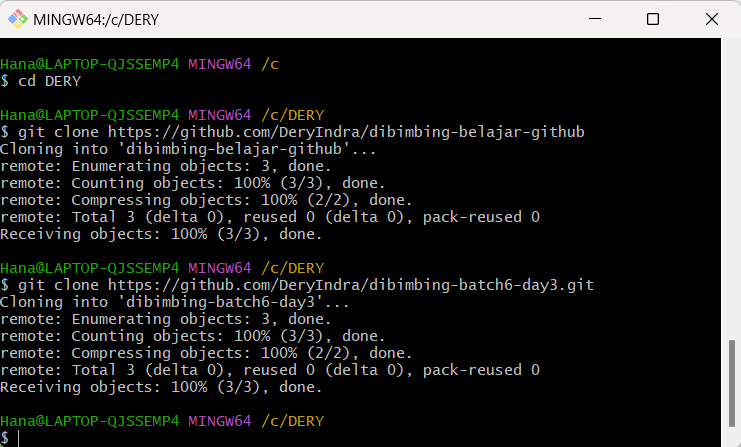 MINGW64:/c/DERY
Hana@LAPTOP-QJSSEMP4 MINGW64 /c
$ cd DERY
Hana@LAPTOP-QJSSEMP4 MINGW64 /c/DERY
$ git clone https://github.com/DeryIndra/dibimbing-belajar-github
Cloning into 'dibimbing-belajar-github'...
remote: Enumerating objects: 3, done.
remote: Counting objects: 100% (3/3), done.
remote: Compressing objects: 100% (2/2), done.
remote: Total 3 (delta 0), reused 0 (delta 0), pack-reused 0
Receiving objects: 100% (3/3), done.
Hana@LAPTOP-QJSSEMP4 MINGW64 /c/DERY
$ git clone https://github.com/DeryIndra/dibimbing-batch6-day3.git
Cloning into 'dibimbing-batch6-day3'...
remote: Enumerating objects: 3, done.
remote: Counting objects: 100% (3/3), done.
remote: Compressing objects: 100% (2/2), done.
remote: Total 3 (delta 0), reused 0 (delta 0), pack-reused 0
Receiving objects: 100% (3/3), done.
Hana@LAPTOP-QJSSEMP4 MINGW64 /c/DERY
$